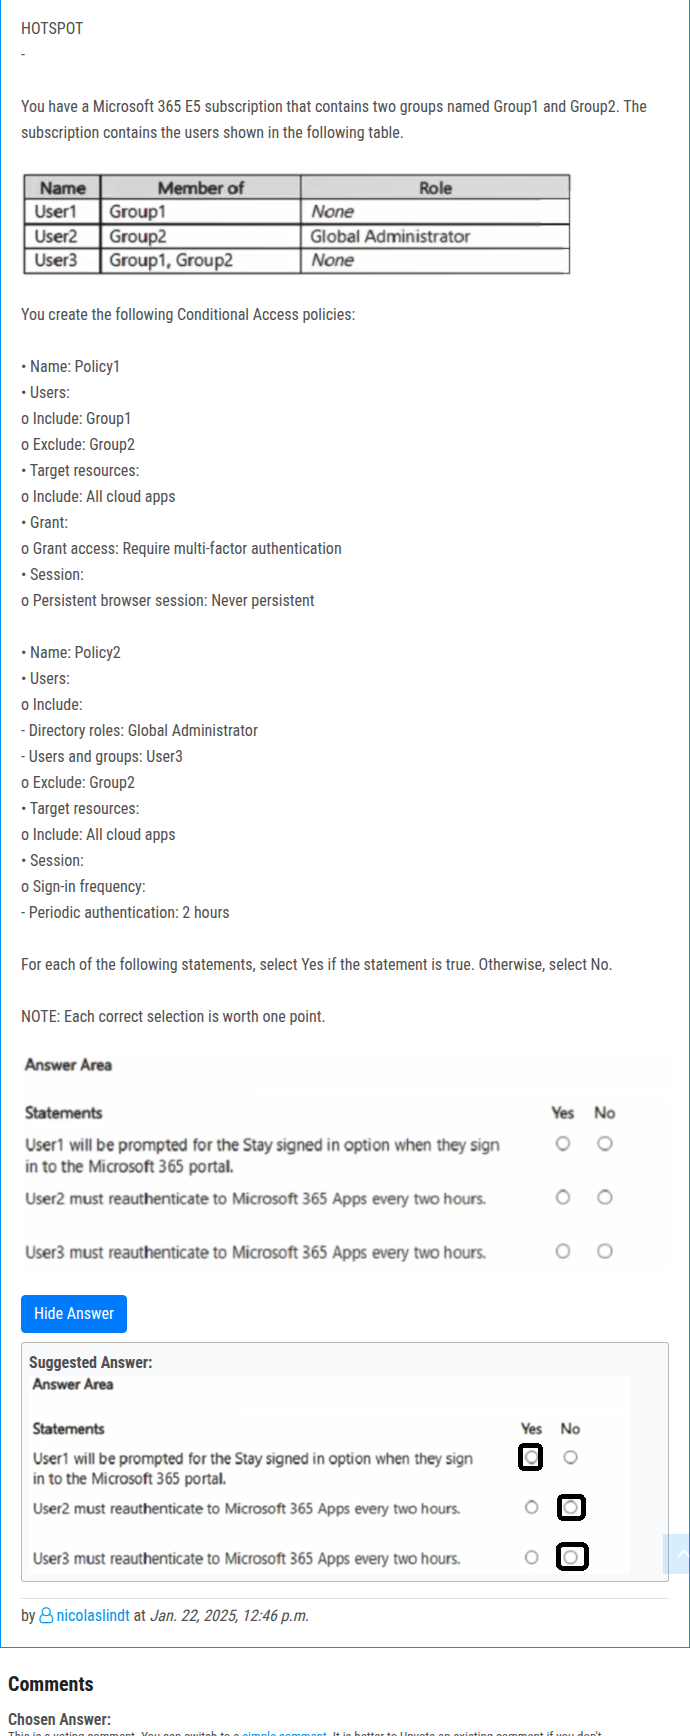 HOTSPOT
-
You have a Microsoft 365 E5 subscription that contains two groups named Group1 and Group2. The
subscription contains the users shown in the following table.
Name Member of Role
User1 Group1 None
User2 Group2 Global Administrator
User3 Group1, Group2 None
You create the following Conditional Access policies:
• Name: Policy1
• Users:
o Include: Group1
o Exclude: Group2
• Target resources:
o Include: All cloud apps
• Grant:
o Grant access: Require multi-factor authentication
• Session:
o Persistent browser session: Never persistent
• Name: Policy2
• Users:
o Include:
- Directory roles: Global Administrator
- Users and groups: User3
o Exclude: Group2
• Target resources:
o Include: All cloud apps
• Session:
o Sign-in frequency:
- Periodic authentication: 2 hours
For each of the following statements, select Yes if the statement is true. Otherwise, select No.
NOTE: Each correct selection is worth one point.
Answer Area
Statements Yes No
User1 will be prompted for the Stay signed in option when they sign
in to the Microsoft 365 portal.
User2 must reauthenticate to Microsoft 365 Apps every two hours.
User3 must reauthenticate to Microsoft 365 Apps every two hours.
Hide Answer
Suggested Answer:
Answer Area
Statements Yes No
User1 will be prompted for the Stay signed in option when they sign
in to the Microsoft 365 portal.
User2 must reauthenticate to Microsoft 365 Apps every two hours.
User3 must reauthenticate to Microsoft 365 Apps every two hours.
by nicolaslindt at Jan. 22, 2025, 12:46 p.m.
Comments
Chosen Answer:
This is a voting comment. You can switch to a simple comment. It is better to Upvote an existing comment if you don't